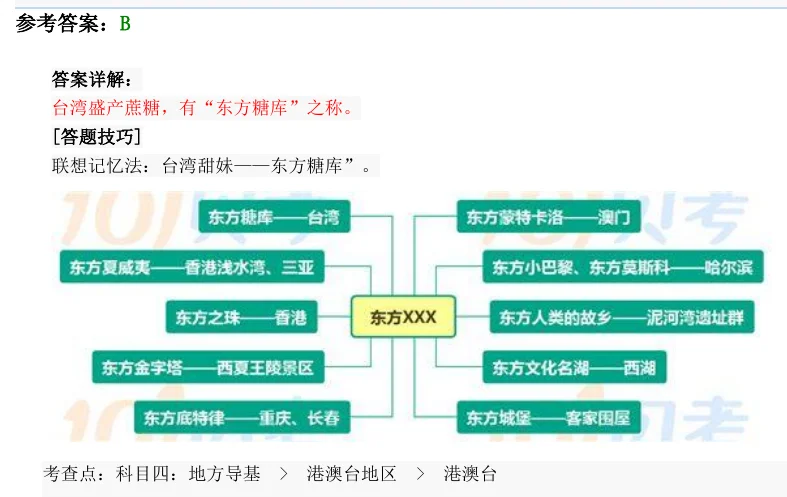 参考答案：B
答案详解：
台湾盛产蔗糖，有“东方糖库”之称。
[答题技巧]
联想记忆法：台湾甜妹——东方糖库”。
东方糖库——台湾
东方蒙特卡洛——澳门
东方夏威夷——香港浅水湾、三亚
东方小巴黎、东方莫斯科——哈尔滨
东方之珠——香港
东方XXX
东方人类的故乡——泥河湾遗址群
东方金字塔——西夏王陵景区
东方文化名湖——西湖
东方底特律——重庆、长春
东方城堡——客家围屋
考查点：科目四：地方导基 > 港澳台地区 > 港澳台